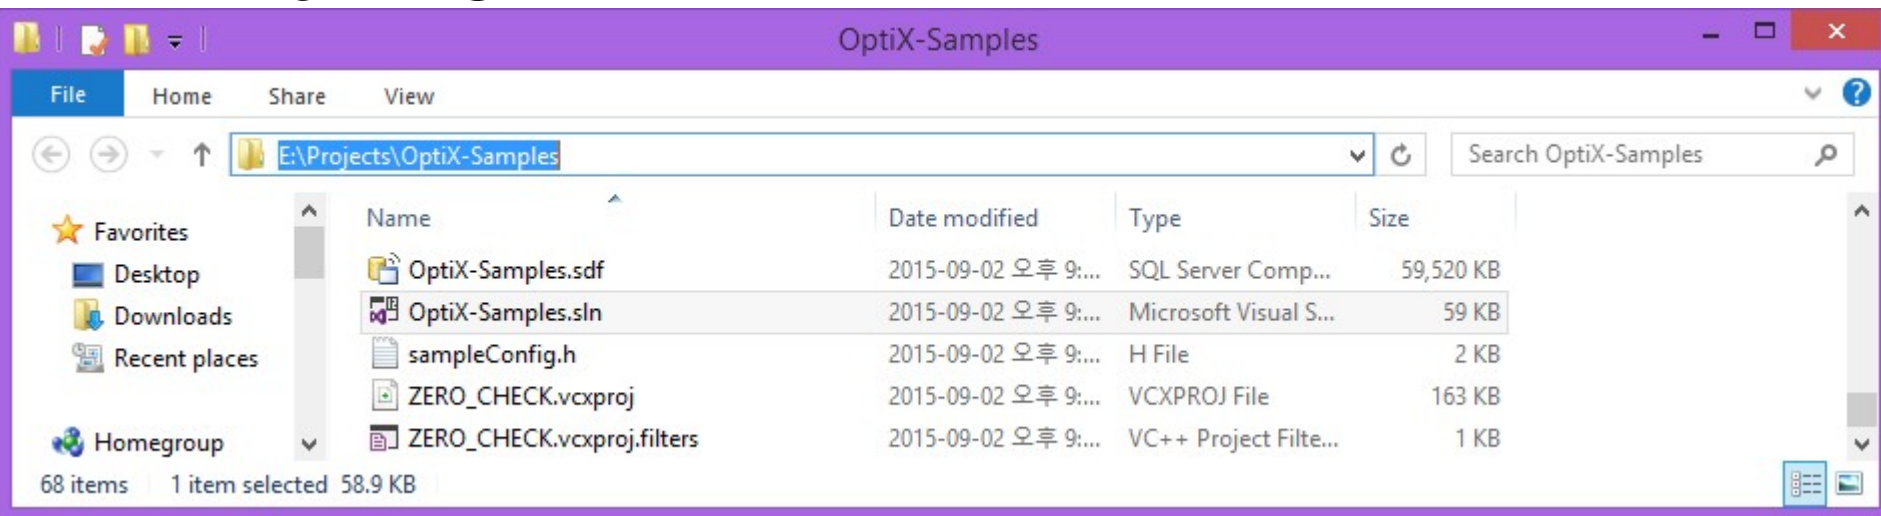 OptiX-Samples
File Home Share View
E:\Projects\OptiX-Samples Search OptiX-Samples
Favorites
Desktop
Downloads
Recent places
Homegroup
Name Date modified Type Size
OptiX-Samples.sdf 2015-09-02 오후 9:... SQL Server Comp... 59,520 KB
OptiX-Samples.sln 2015-09-02 오후 9:... Microsoft Visual S... 59 KB
sampleConfig.h 2015-09-02 오후 9:... H File 2 KB
ZERO_CHECK.vcxproj 2015-09-02 오후 9:... VCXPROJ File 163 KB
ZERO_CHECK.vcxproj.filters 2015-09-02 오후 9:... VC++ Project Filte... 1 KB
68 items 1 item selected 58.9 KB